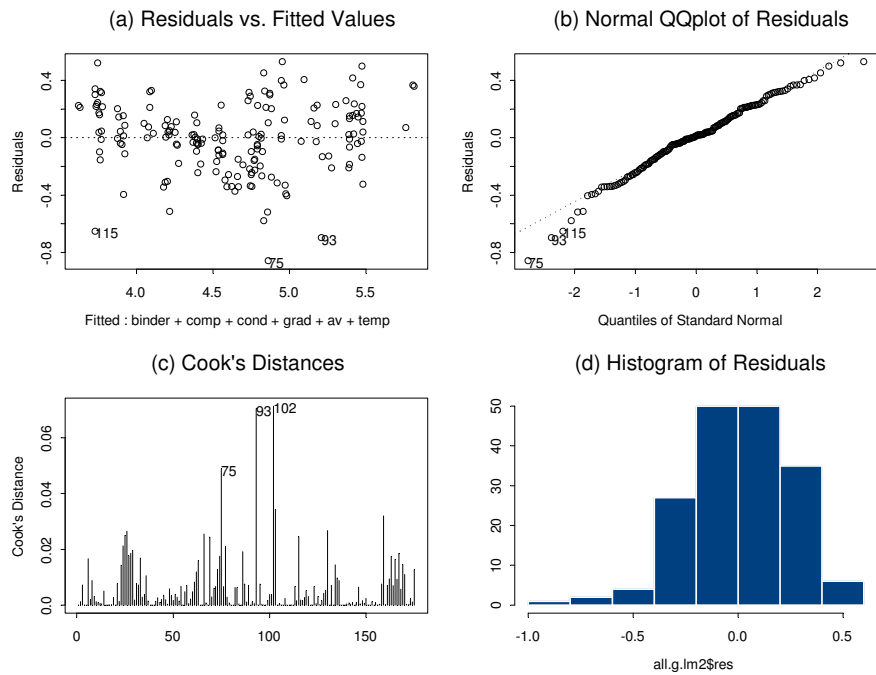 (a) Residuals vs. Fitted Values
Residuals
0.4
0.0
-0.4
-0.8
115
93
75
4.0 4.5 5.0 5.5
Fitted : binder + comp + cond + grad + av + temp
(b) Normal QQplot of Residuals
Residuals
0.4
0.0
-0.4
-0.8
115
93
75
-2 -1 0 1 2
Quantiles of Standard Normal
(c) Cook's Distances
Cook's Distance
0.06
0.04
0.02
0.0
93 102
75
0 50 100 150
(d) Histogram of Residuals
50
40
30
20
10
0
-1.0 -0.5 0.0 0.5
all.g.lm2$res